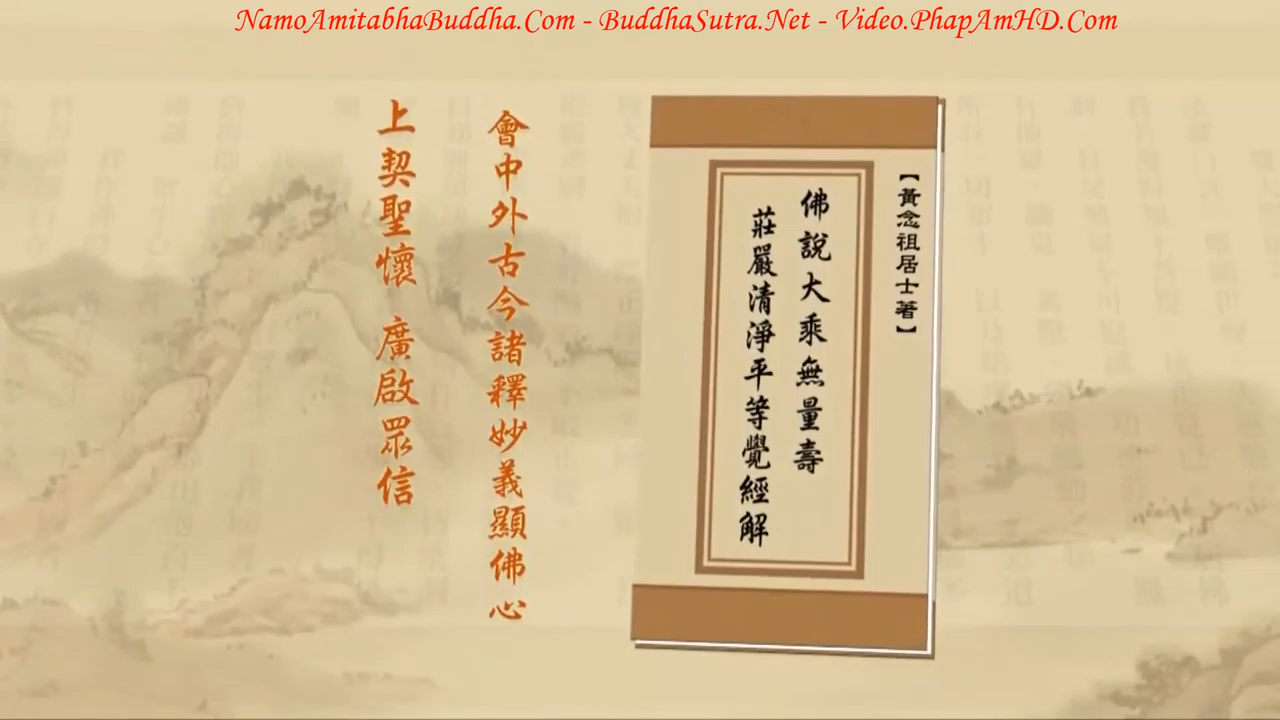 NamoAmitabhaBuddha.Com - BuddhaSutra.Net - Video.PhapAmHD.Com
【黃念祖居士著】
佛說大乘無量壽
莊嚴清淨平等覺經解
會中外古今諸釋妙義顯佛心
上契聖懷 廣啟眾信